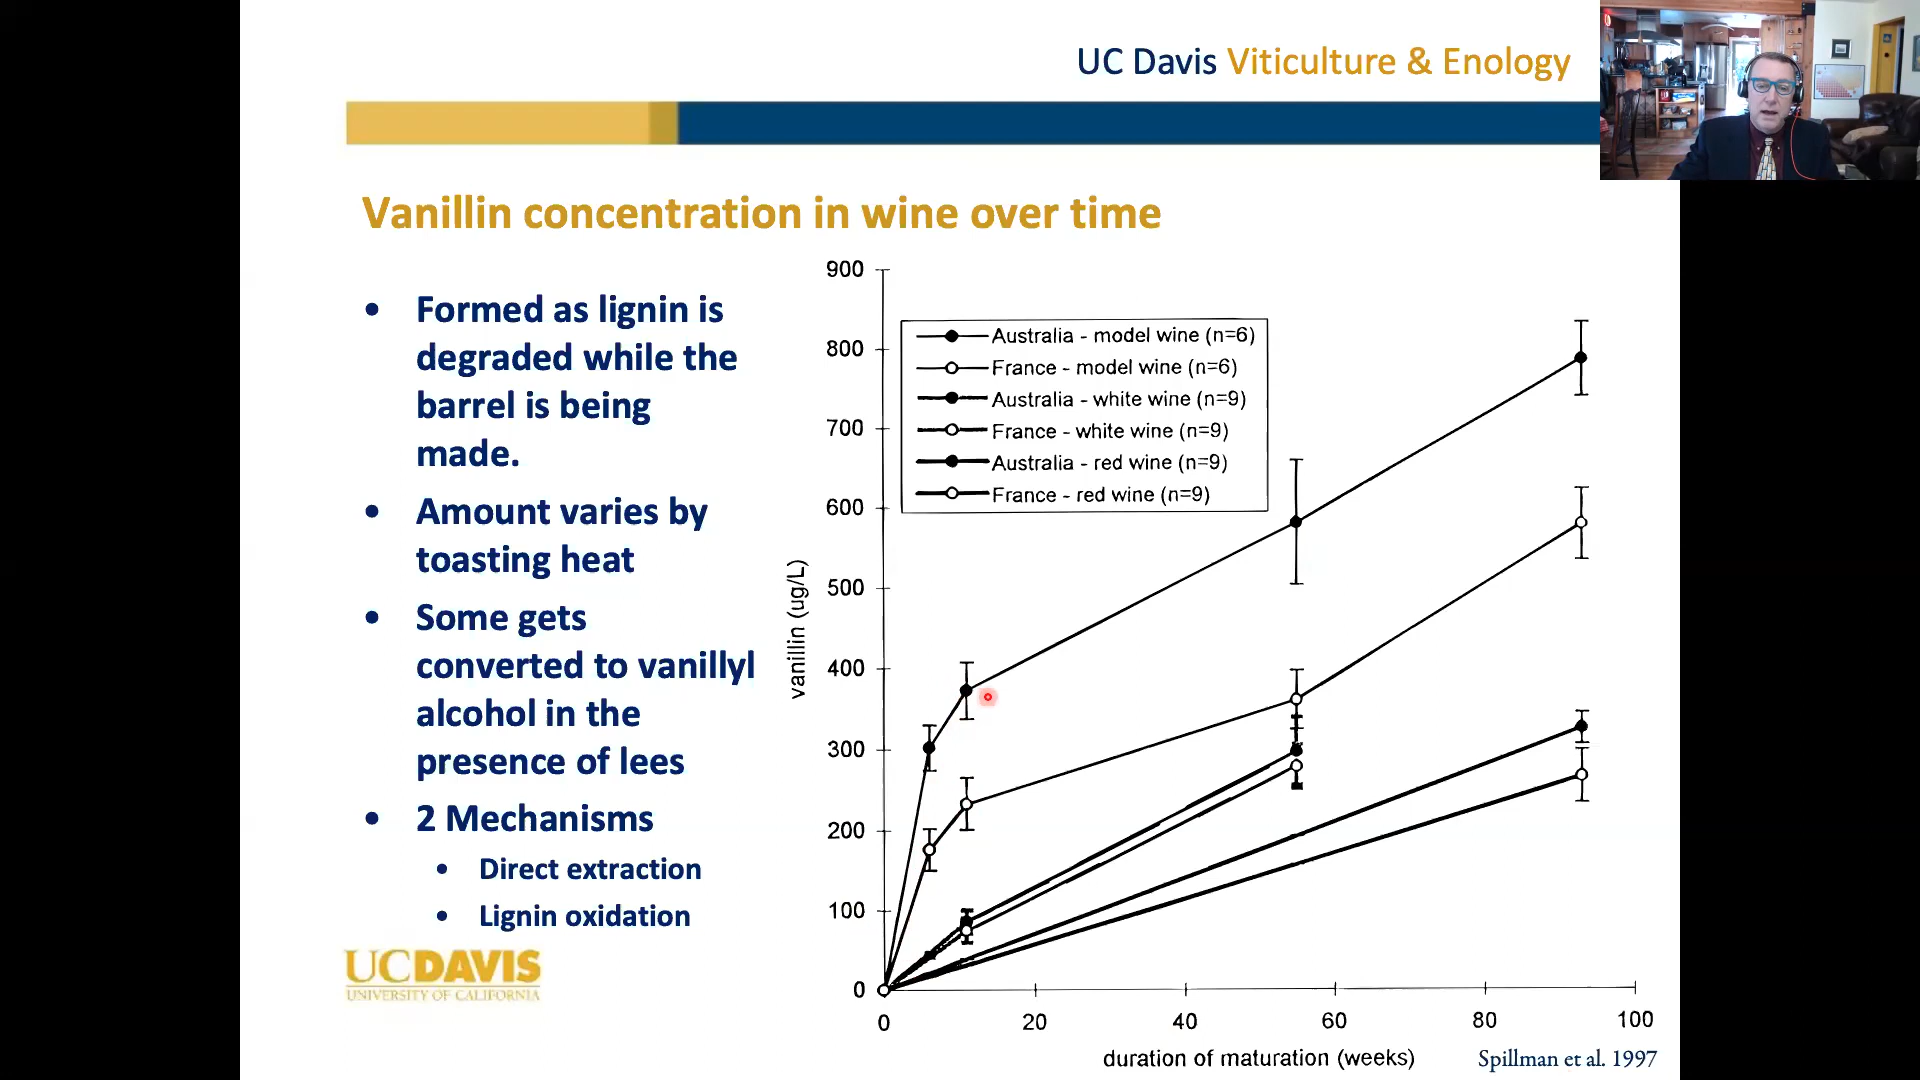 UC Davis Viticulture & Enology
Vanillin concentration in wine over time
• Formed as lignin is
degraded while the
barrel is being
made.
• Amount varies by
toasting heat
• Some gets
converted to vanillyl
alcohol in the
presence of lees
• 2 Mechanisms
• Direct extraction
• Lignin oxidation
UCDAVIS
UNIVERSITY OF CALIFORNIA
900
800
700
600
500
400
300
200
100
0
vanillin (ug/L)
Australia - model wine (n=6)
France - model wine (n=6)
Australia - white wine (n=9)
France - white wine (n=9)
Australia - red wine (n=9)
France - red wine (n=9)
0 20 40 60 80 100
duration of maturation (weeks)
Spillman et al. 1997